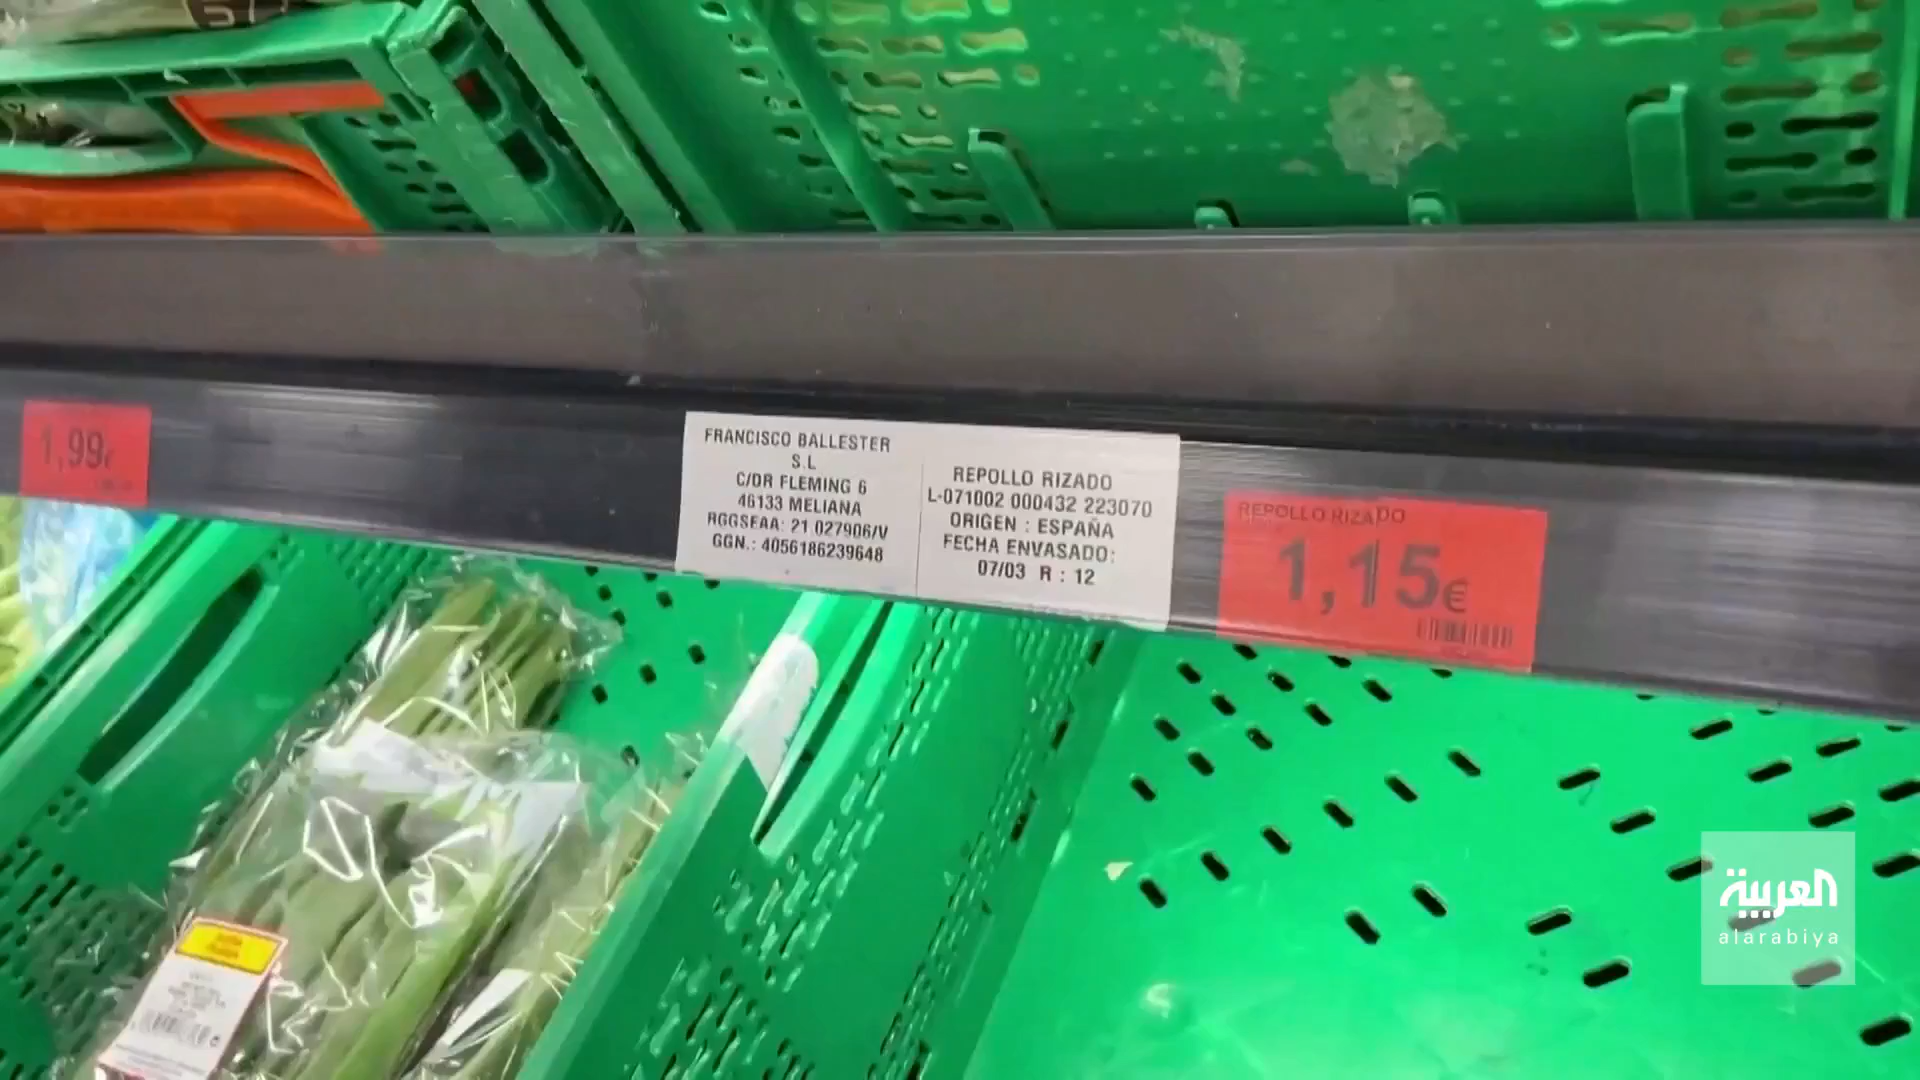 1,99€
FRANCISCO BALLESTER
S.L
C/DR FLEMING 6
46133 MELIANA
RGGSEAA: 21 027906/V
GGN.: 4056186239648
REPOLLO RIZADO
L-071002 000432 223070
ORIGEN : ESPAÑA
FECHA ENVASADO:
07/03 R : 12
REPOLLO RIZADO
1,15€
العربية
alarabiya